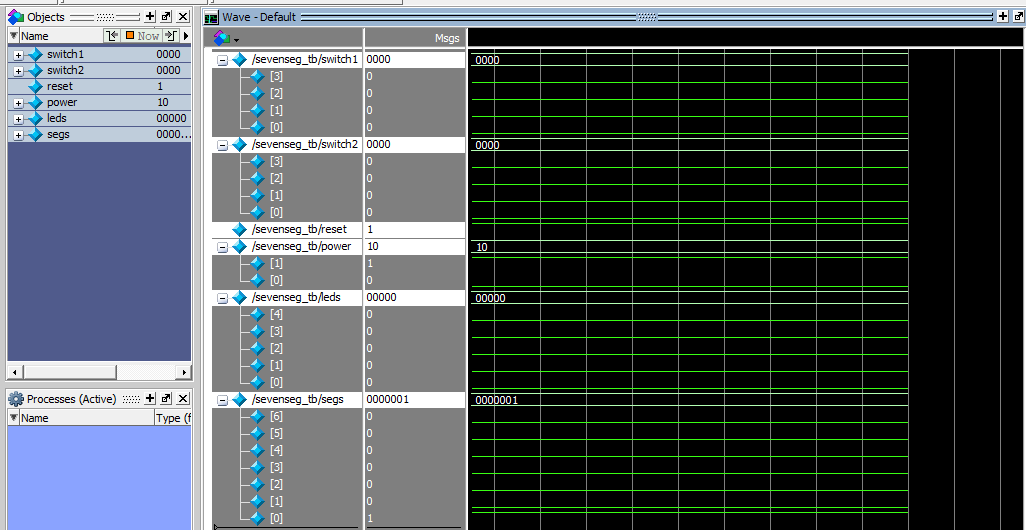 Objects
Name Now
switch1 0000
switch2 0000
reset 1
power 10
leds 00000
segs 0000...
Processes (Active)
Name Type (f
Wave - Default
Msgs
/sevenseg_tb/switch1 0000 0000
[3] 0
[2] 0
[1] 0
[0] 0
/sevenseg_tb/switch2 0000 0000
[3] 0
[2] 0
[1] 0
[0] 0
/sevenseg_tb/reset 1
/sevenseg_tb/power 10 10
[1] 1
[0] 0
/sevenseg_tb/leds 00000 00000
[4] 0
[3] 0
[2] 0
[1] 0
[0] 0
/sevenseg_tb/segs 0000001 0000001
[6] 0
[5] 0
[4] 0
[3] 0
[2] 0
[1] 0
[0] 1